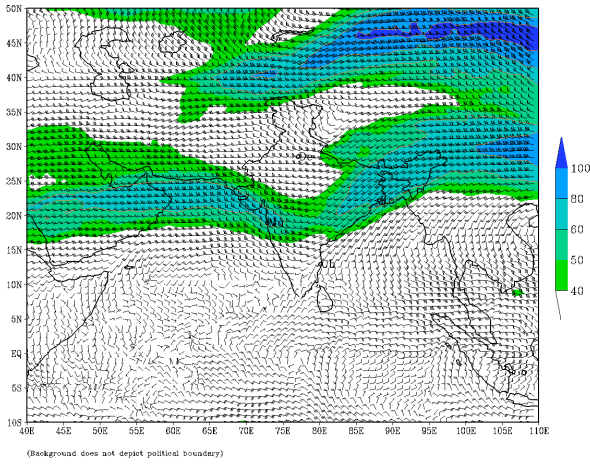 50N
45N
40N
35N
30N
25N
20N
15N
10N
5N
EQ
5S
10S
40E 45E 50E 55E 60E 65E 70E 75E 80E 85E 90E 95E 100E 105E 110E
100
80
60
50
40
(Background does not depict political boundary)